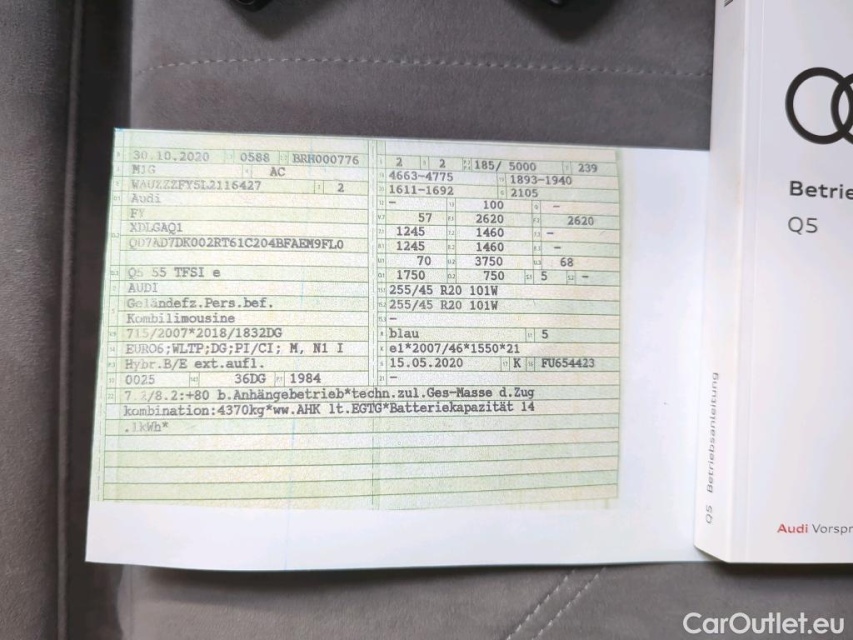 30.10.2020 0588 BRH000776
M1G AC
WAUZZZFY5L2116427 2
Audi
FY
XDLGAQ1
QO7AD7DK002RT61C204BFAEM9FL0
Q5 55 TFSI e
AUDI
Geländefz.Pers.bef.
Kombilimousine
715/2007*2018/1832DG
EURO6;WLTP;DG;PI/CI; M, N1 I
Hybr.B/E ext.aufl.
0025 36DG 1984
2 2 185/ 5000 239
4663-4775 1893-1940
1611-1692 2105
- 100 -
57 2620 2620
1245 1460 -
1245 1460 -
70 3750 68
1750 750 5 -
255/45 R20 101W
255/45 R20 101W
-
blau 5
e1*2007/46*1550*21
15.05.2020 K FU654423
-
7.2/8.2:+80 b.Anhängebetrieb*techn.zul.Ges-Masse d.Zug
kombination:4370kg*ww.AHK lt.EGTG*Batteriekapazität 14
.1kWh*
Q5 Betriebsanleitung
Betrie
Q5
Audi Vorspr
CarOutlet.eu